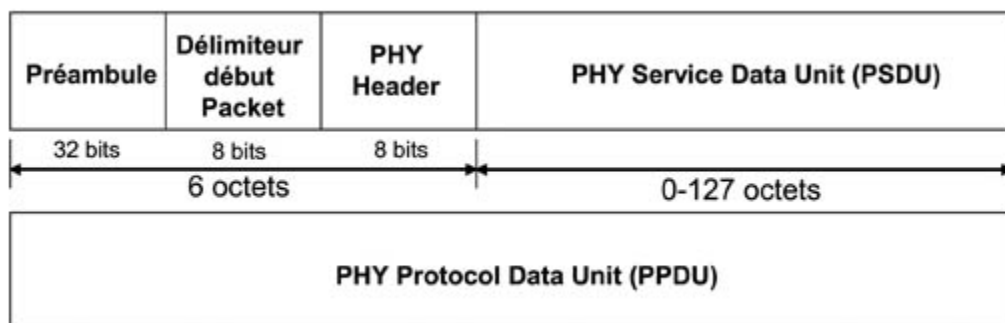 Préambule
Délimiteur
début
Packet
PHY
Header
PHY Service Data Unit (PSDU)
32 bits
8 bits
8 bits
6 octets
0-127 octets
PHY Protocol Data Unit (PPDU)